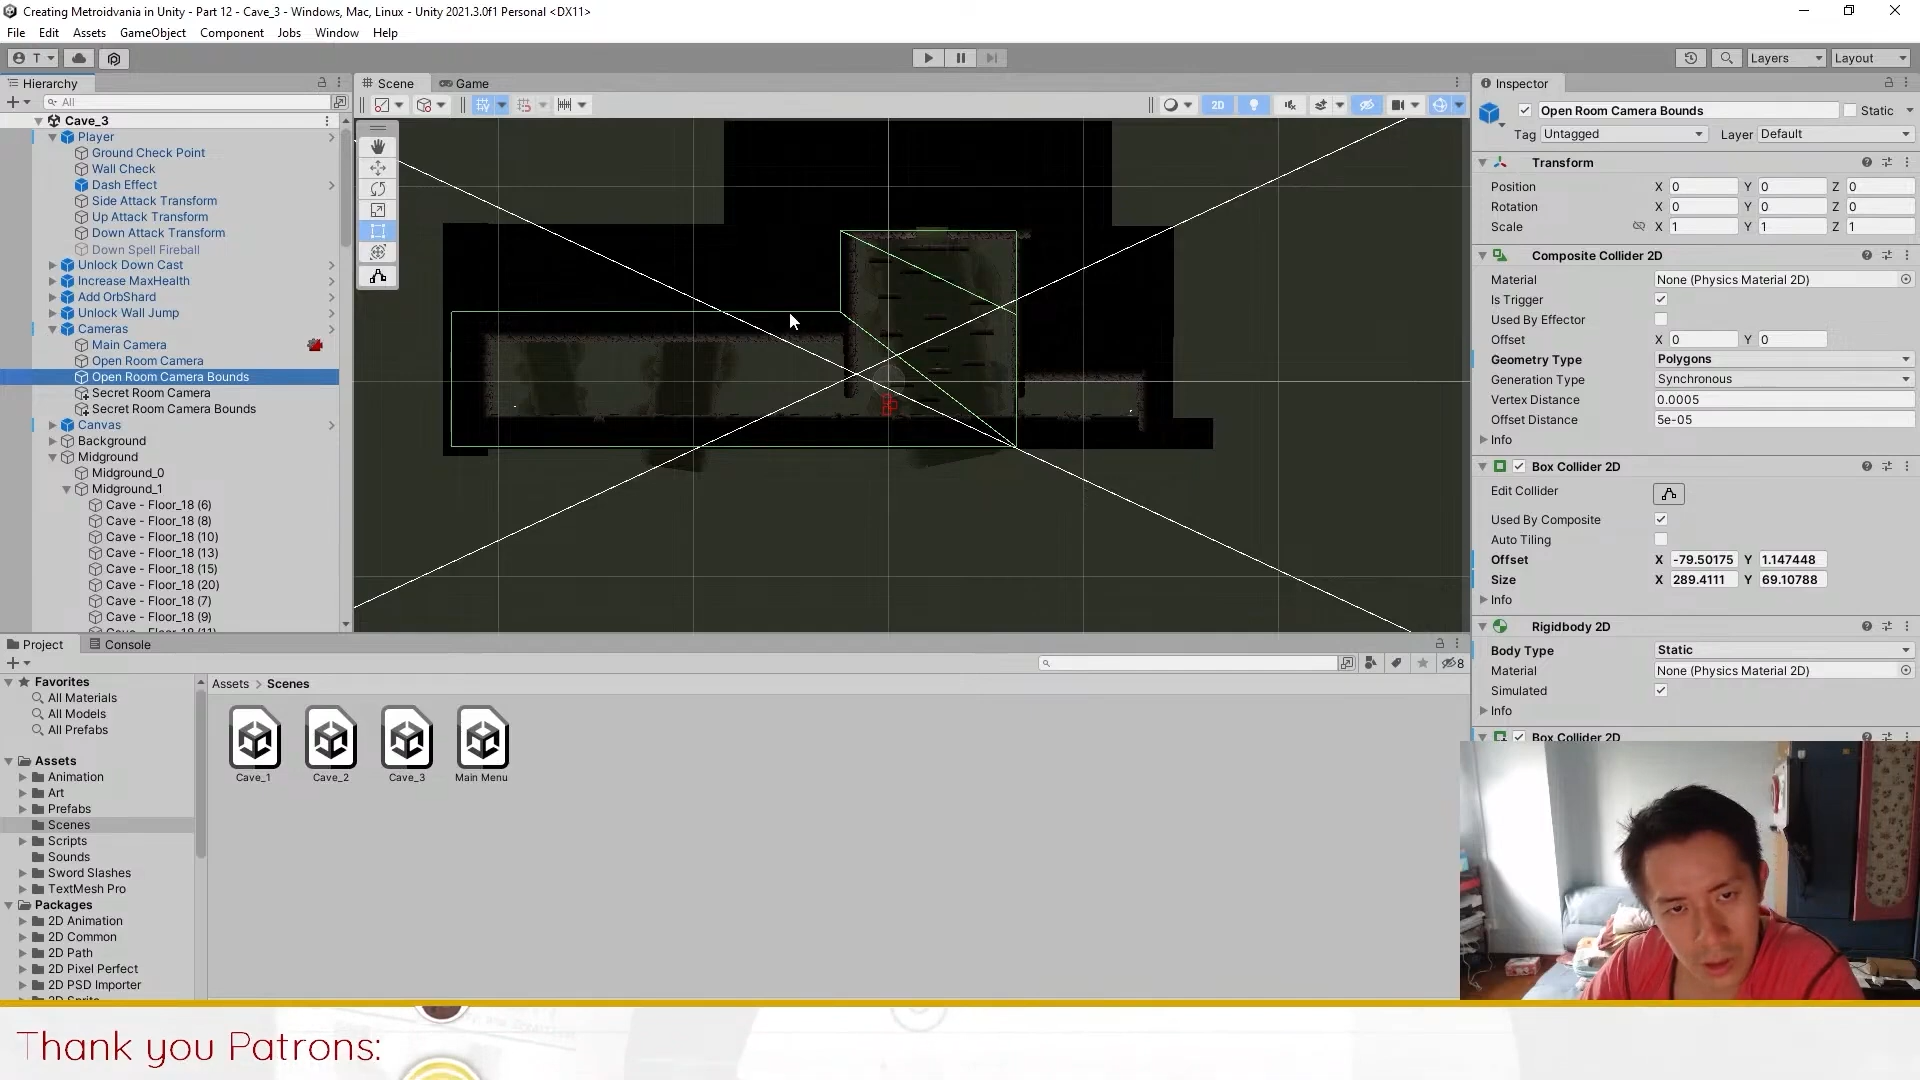 Creating Metroidvania in Unity - Part 12 - Cave_3 - Windows, Mac, Linux - Unity 2021.3.0f1 Personal <DX11>
File Edit Assets GameObject Component Jobs Window Help
T
Layers Layout
Hierarchy
Scene Game
Inspector
All
2D
Open Room Camera Bounds Static
Tag Untagged Layer Default
Cave_3
Player
Ground Check Point
Wall Check
Dash Effect
Side Attack Transform
Up Attack Transform
Down Attack Transform
Down Spell Fireball
Unlock Down Cast
Increase MaxHealth
Add OrbShard
Unlock Wall Jump
Cameras
Main Camera
Open Room Camera
Open Room Camera Bounds
Secret Room Camera
Secret Room Camera Bounds
Canvas
Background
Midground
Midground_0
Midground_1
Cave - Floor_18 (6)
Cave - Floor_18 (8)
Cave - Floor_18 (10)
Cave - Floor_18 (13)
Cave - Floor_18 (15)
Cave - Floor_18 (20)
Cave - Floor_18 (7)
Cave - Floor_18 (9)
Cave - Floor_18 (11)
Transform
Position X 0 Y 0 Z 0
Rotation X 0 Y 0 Z 0
Scale X 1 Y 1 Z 1
Composite Collider 2D
Material None (Physics Material 2D)
Is Trigger
Used By Effector
Offset X 0 Y 0
Geometry Type Polygons
Generation Type Synchronous
Vertex Distance 0.0005
Offset Distance 5e-05
Info
Box Collider 2D
Edit Collider
Used By Composite
Auto Tiling
Offset X -79.50175 Y 1.147448
Size X 289.4111 Y 69.10788
Info
Rigidbody 2D
Body Type Static
Material None (Physics Material 2D)
Simulated
Info
Box Collider 2D
Project Console
8
Favorites
All Materials
All Models
All Prefabs
Assets
Animation
Art
Prefabs
Scenes
Scripts
Sounds
Sword Slashes
TextMesh Pro
Packages
2D Animation
2D Common
2D Path
2D Pixel Perfect
2D PSD Importer
2D Sprite
Assets > Scenes
Cave_1 Cave_2 Cave_3 Main Menu
Thank you Patrons: